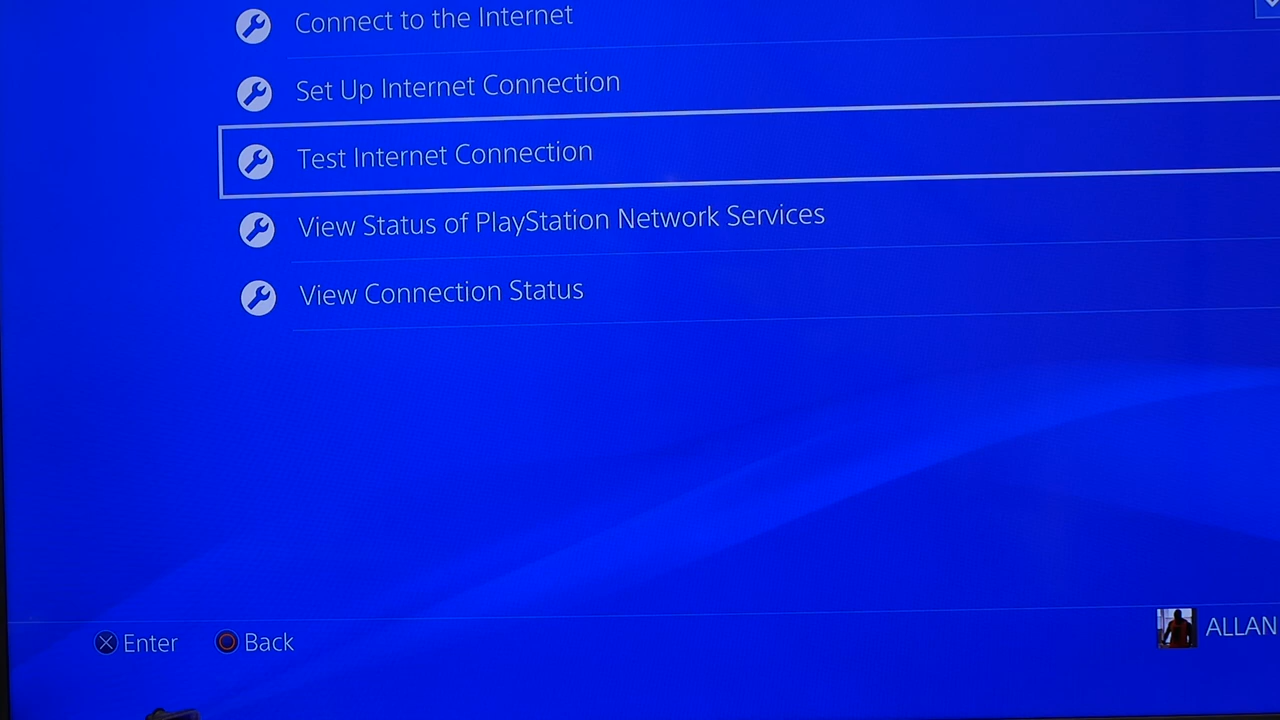 Connect to the Internet
Set Up Internet Connection
Test Internet Connection
View Status of PlayStation Network Services
View Connection Status
Enter Back
ALLAN